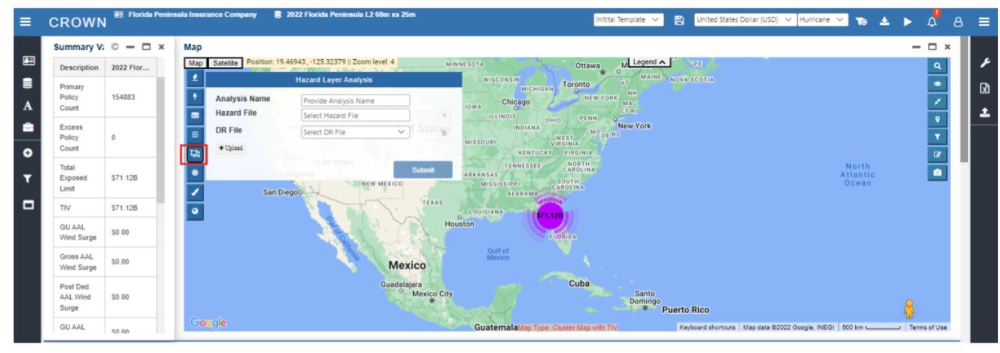 CROWN
Florida Peninsula Insurance Company
2022 Florida Peninsula L2 60m xs 25m
Initital Template
United States Dollar (USD)
Hurricane
1
Summary V:
Description 2022 Flor...
Primary Policy Count 154883
Excess Policy Count 0
Total Exposed Limit $71.12B
TIV $71.12B
GU AAL Wind Surge $0.00
Gross AAL Wind Surge $0.00
Post Ded. AAL Wind Surge $0.00
GU AAL $0.00
A
Map
Map Satellite
Position: 19.46943 , -125.32379 || Zoom level: 4
Legend
Hazard Layer Analysis
Analysis Name Provide Analysis Name
Hazard File Select Hazard File
DR File Select DR File
+ Upload
Submit
MINNESOTA
Ottawa
PE
WISCONSIN
MICHIGAN
Toronto
VT
MAINE
NOVA SCOTIA
NH
NEW YORK
MA
CT RI
IOWA
Chicago
ILLINOIS
INDIANA
OHIO
PENN
New York
MD
DE
NJ
MISSOURI
WEST VIRGINIA
KENTUCKY
VIRGINIA
TENNESSEE
NORTH CAROLINA
ARKANSAS
MISSISSIPPI
SOUTH CAROLINA
ALABAMA
GEORGIA
Las Vegas
Los Angeles
San Diego
NEW MEXICO
TEXAS
LOUISIANA
Houston
$71.12B
FLORIDA
Gulf of California
Gulf of Mexico
Mexico
Guadalajara
Mexico City
Cuba
Santo Domingo
Puerto Rico
Guatemala
North Atlantic Ocean
Google
Map Type: Cluster Map with TIV
Keyboard shortcuts
Map data ©2022 Google, INEGI
500 km
Terms of Use